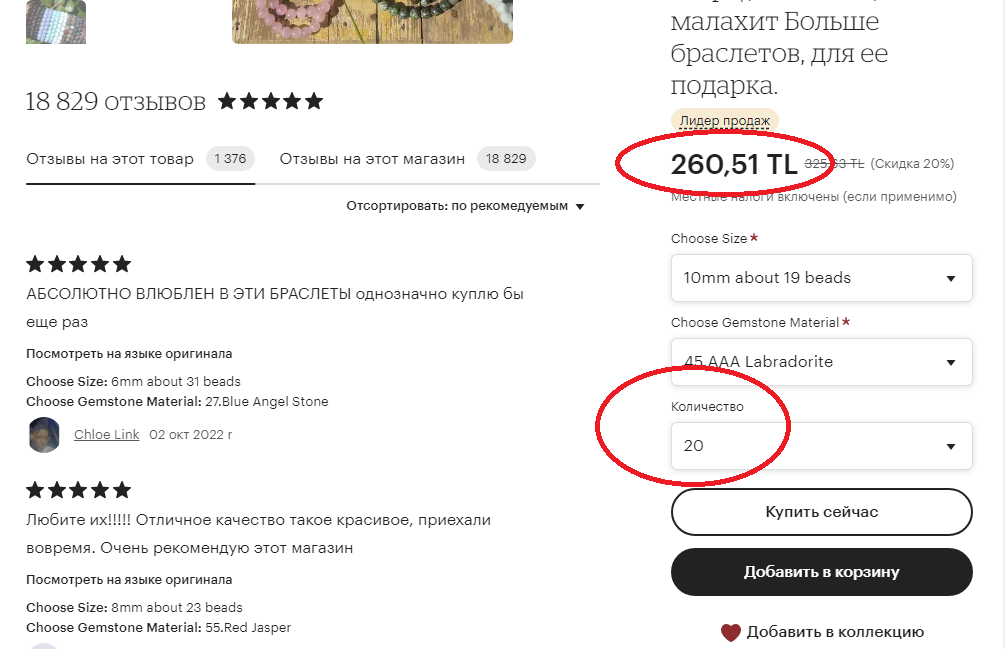 малахит Больше
браслетов, для ее
подарка.
Лидер продаж
260,51 TL 325,63 TL (Скидка 20%)
Местные налоги включены (если применимо)
Choose Size *
10mm about 19 beads
Choose Gemstone Material *
45.AAA Labradorite
Количество
20
Купить сейчас
Добавить в корзину
Добавить в коллекцию
18 829 отзывов
Отзывы на этот товар 1 376 Отзывы на этот магазин 18 829
Отсортировать: по рекомедуемым
АБСОЛЮТНО ВЛЮБЛЕН В ЭТИ БРАСЛЕТЫ однозначно куплю бы
еще раз
Посмотреть на языке оригинала
Choose Size: 6mm about 31 beads
Choose Gemstone Material: 27.Blue Angel Stone
Chloe Link 02 окт 2022 г
Любите их!!!!! Отличное качество такое красивое, приехали
вовремя. Очень рекомендую этот магазин
Посмотреть на языке оригинала
Choose Size: 8mm about 23 beads
Choose Gemstone Material: 55.Red Jasper